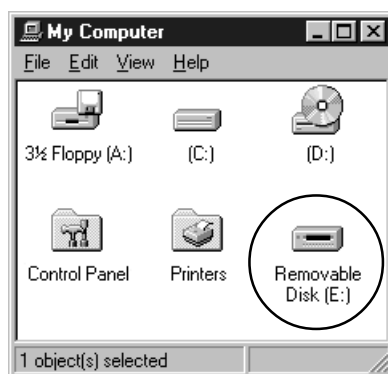 My Computer
File Edit View Help
3½ Floppy (A:) (C:) (D:)
Control Panel Printers Removable
Disk (E:)
1 object(s) selected